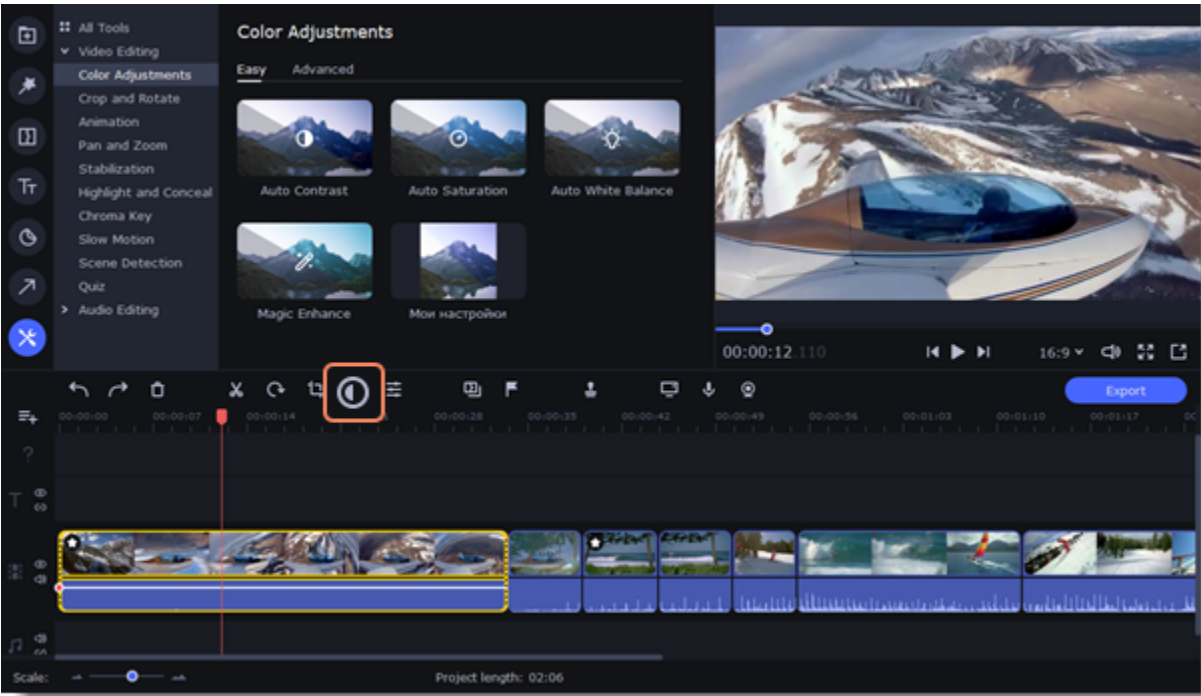 All Tools
Video Editing
Color Adjustments
Crop and Rotate
Animation
Pan and Zoom
Stabilization
Highlight and Conceal
Chroma Key
Slow Motion
Scene Detection
Quiz
Audio Editing
Color Adjustments
Easy Advanced
Auto Contrast Auto Saturation Auto White Balance
Magic Enhance Мои настройки
00:00:12.110
16:9
Export
00:00:00 00:00:07 00:00:14 00:00:28 00:00:35 00:00:42 00:00:49 00:00:56 00:01:03 00:01:10 00:01:17
Scale: Project length: 02:06